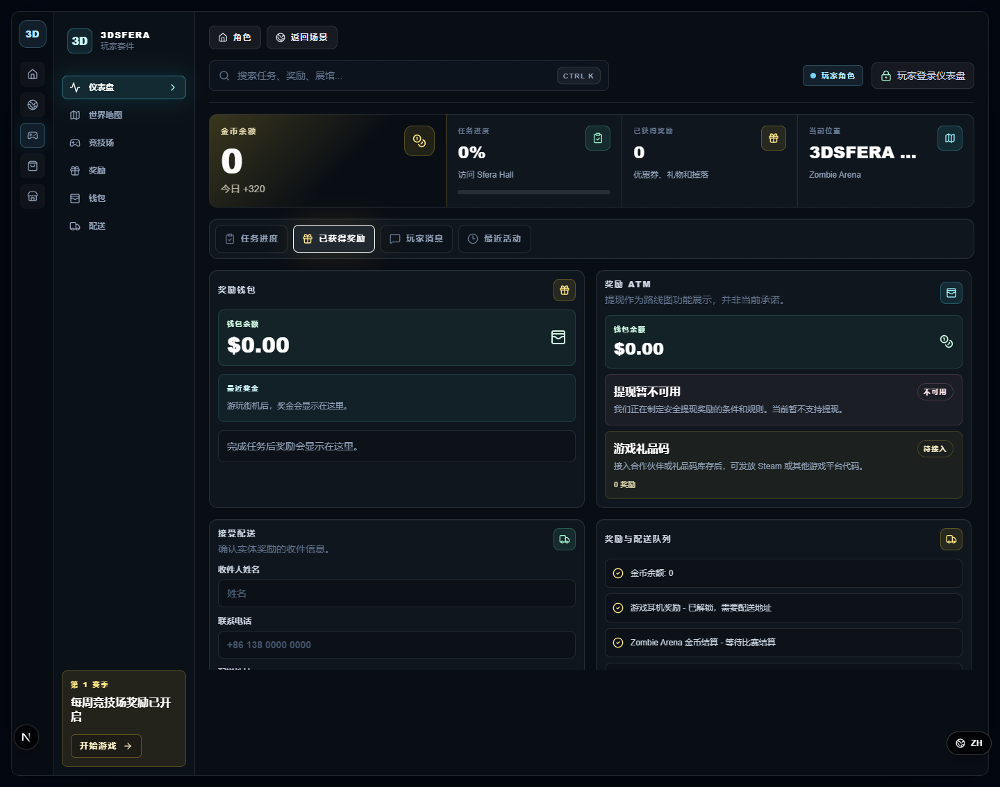 3D
3D
3DSFERA
玩家套件
仪表盘
世界地图
竞技场
奖励
钱包
配送
第 1 赛季
每周竞技场奖励已开
启
开始游戏
N
角色
返回场景
搜索任务、奖励、展馆...
CTRL K
玩家角色
玩家登录仪表盘
金币余额
0
今日 +320
任务进度
0%
访问 Sfera Hall
已获得奖励
0
优惠券、礼物和掉落
当前位置
3DSFERA ...
Zombie Arena
任务进度
已获得奖励
玩家消息
最近活动
奖励钱包
钱包余额
$0.00
最近奖金
游玩街机后，奖金会显示在这里。
完成任务后奖励会显示在这里。
奖励 ATM
提现作为路线图功能展示，并非当前承诺。
钱包余额
$0.00
提现暂不可用
不可用
我们正在制定安全提现奖励的条件和规则。当前暂不支持提现。
游戏礼品码
待接入
接入合作伙伴或礼品码库存后，可发放 Steam 或其他游戏平台代码。
0 奖励
接受配送
确认实体奖励的收件信息。
收件人姓名
姓名
联系电话
+86 138 0000 0000
奖励与配送队列
金币余额: 0
游戏耳机奖励 - 已解锁，需要配送地址
Zombie Arena 金币结算 - 等待比赛结算
ZH